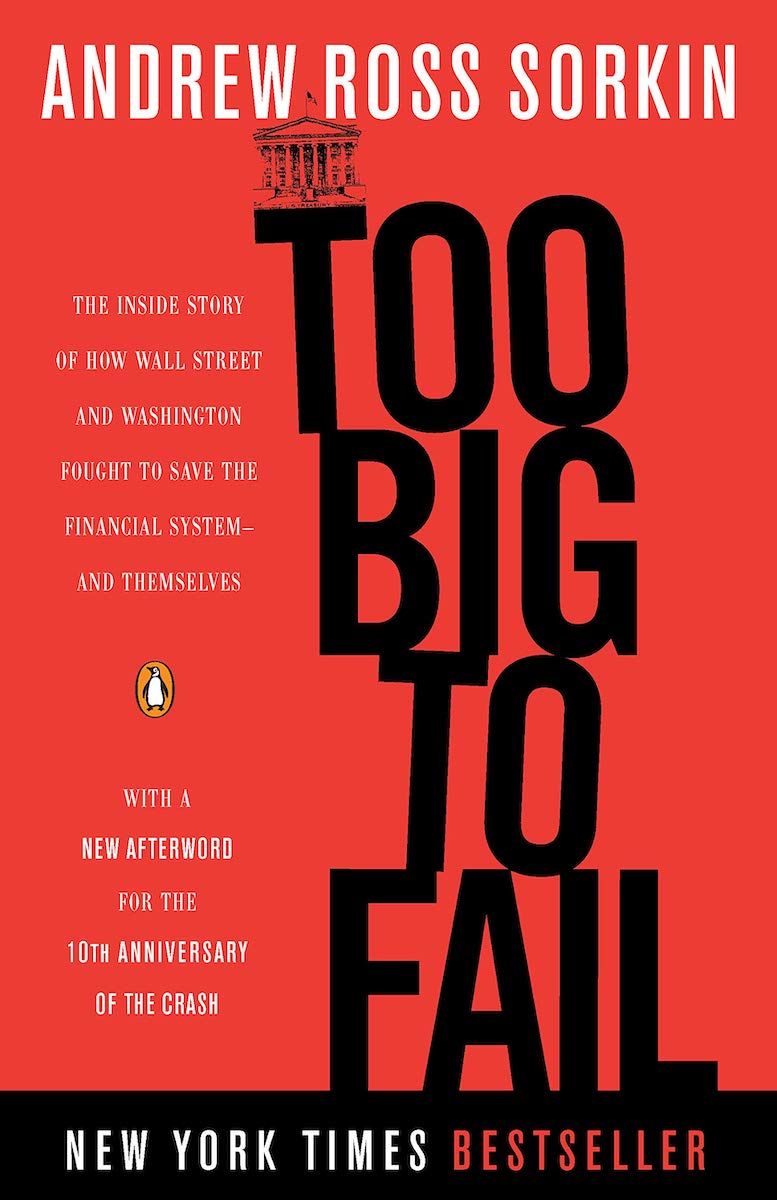 ANDREW ROSS SORKIN
U.S. TREASURY
TOO
BIG
TO
FAIL
THE INSIDE STORY
OF HOW WALL STREET
AND WASHINGTON
FOUGHT TO SAVE THE
FINANCIAL SYSTEM–
AND THEMSELVES
WITH A
NEW AFTERWORD
FOR THE
10TH ANNIVERSARY
OF THE CRASH
NEW YORK TIMES BESTSELLER